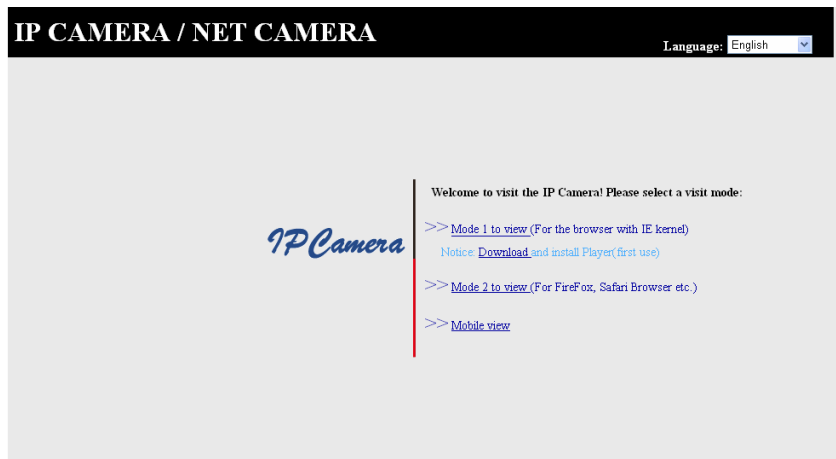 IP CAMERA / NET CAMERA
Language: English
Welcome to visit the IP Camera! Please select a visit mode:
IPCamera
>> Mode 1 to view (For the browser with IE kernel)
Notice: Download and install Player(first use)
>> Mode 2 to view (For FireFox, Safari Browser etc.)
>> Mobile view